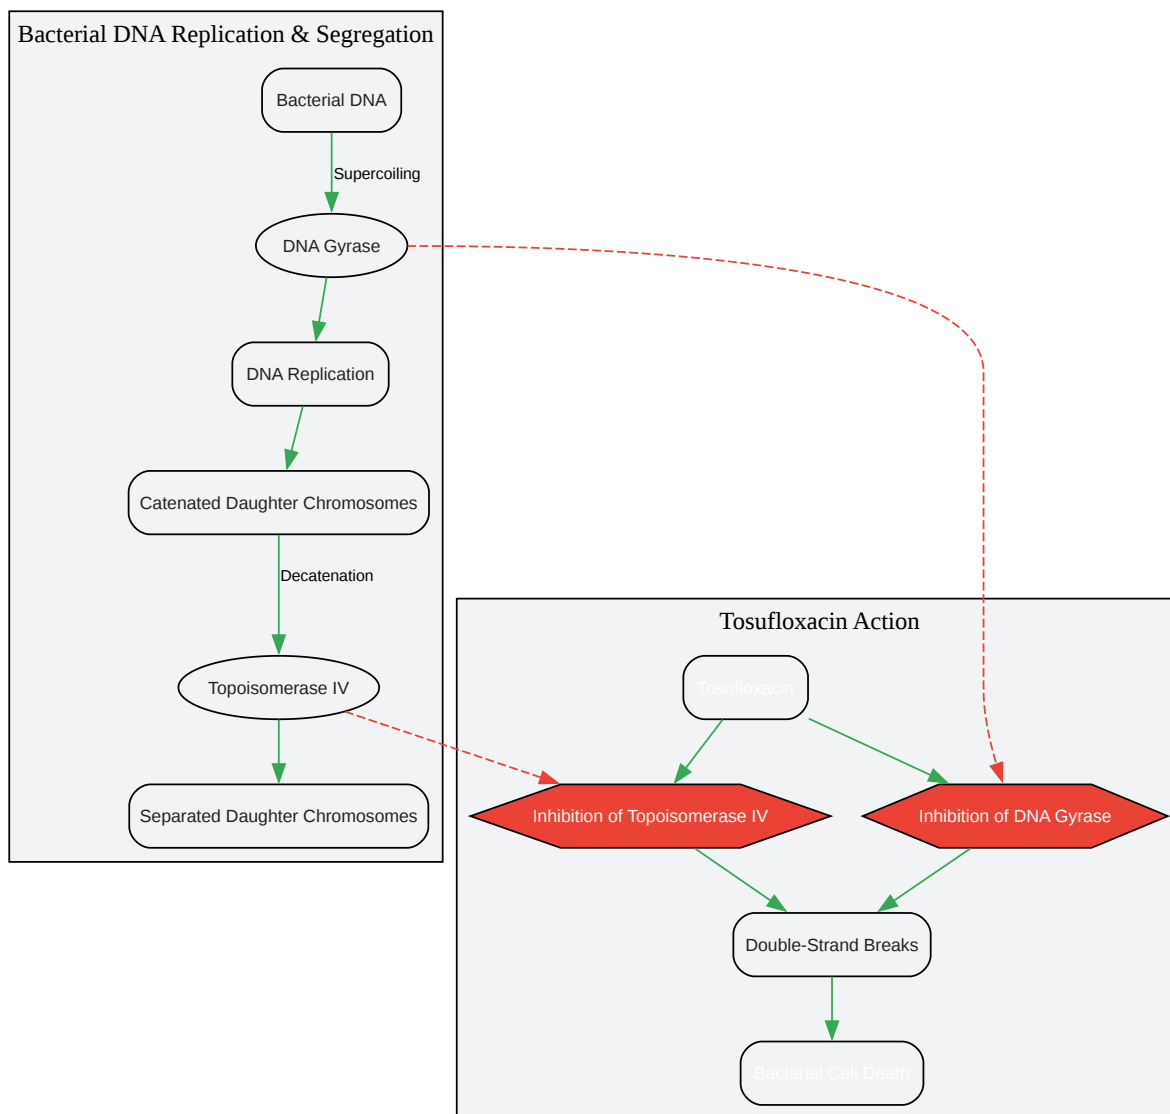 Bacterial DNA Replication & Segregation
Bacterial DNA
Supercoiling
DNA Gyrase
DNA Replication
Catenated Daughter Chromosomes
Decatenation
Topoisomerase IV
Separated Daughter Chromosomes
Tosufloxacin Action
Tosufloxacin
Inhibition of Topoisomerase IV
Inhibition of DNA Gyrase
Double-Strand Breaks
Bacterial Cell Death